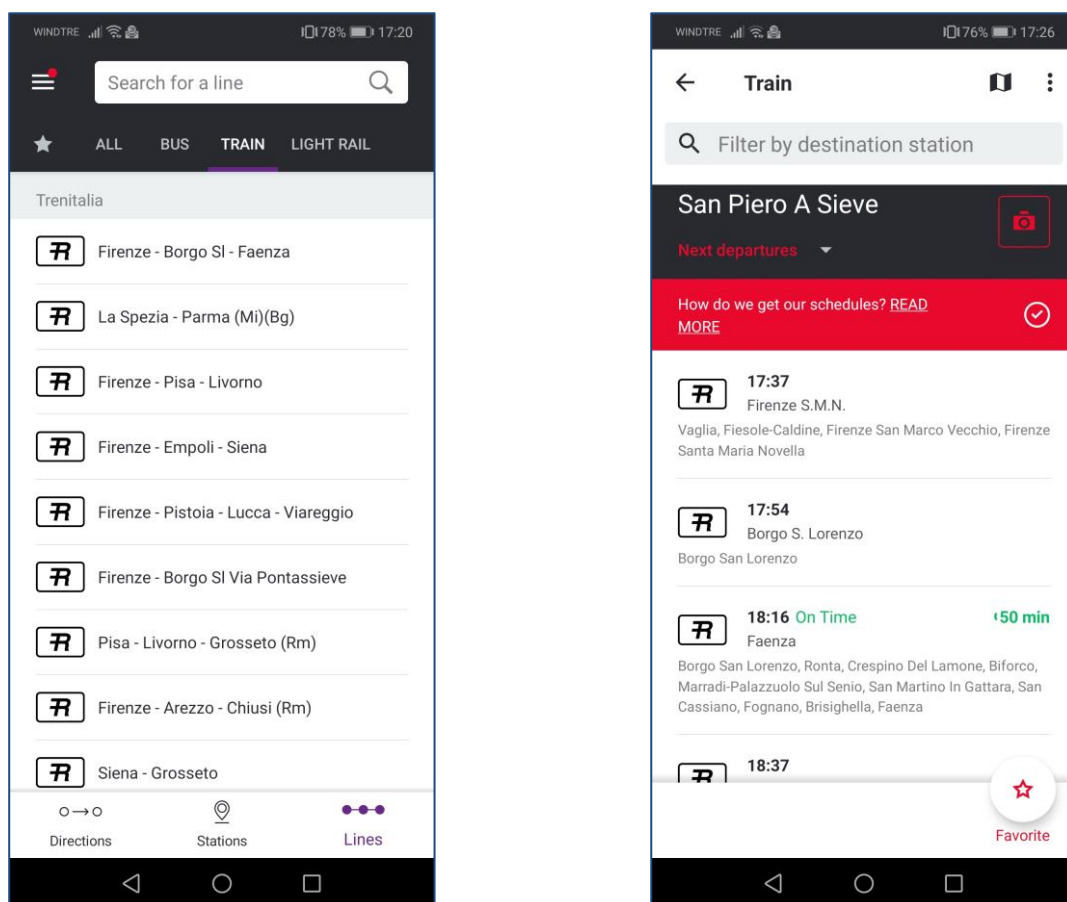 WINDTRE 78% 17:20
Search for a line
ALL BUS TRAIN LIGHT RAIL
Trenitalia
R Firenze - Borgo Sl - Faenza
R La Spezia - Parma (Mi)(Bg)
R Firenze - Pisa - Livorno
R Firenze - Empoli - Siena
R Firenze - Pistoia - Lucca - Viareggio
R Firenze - Borgo Sl Via Pontassieve
R Pisa - Livorno - Grosseto (Rm)
R Firenze - Arezzo - Chiusi (Rm)
R Siena - Grosseto
Directions Stations Lines
WINDTRE 76% 17:26
Train
Filter by destination station
San Piero A Sieve
Next departures
How do we get our schedules? READ
MORE
R 17:37
Firenze S.M.N.
Vaglia, Fiesole-Caldine, Firenze San Marco Vecchio, Firenze
Santa Maria Novella
R 17:54
Borgo S. Lorenzo
Borgo San Lorenzo
R 18:16 On Time 50 min
Faenza
Borgo San Lorenzo, Ronta, Crespino Del Lamone, Biforco,
Marradi-Palazzuolo Sul Senio, San Martino In Gattara, San
Cassiano, Fognano, Brisighella, Faenza
R 18:37
Favorite